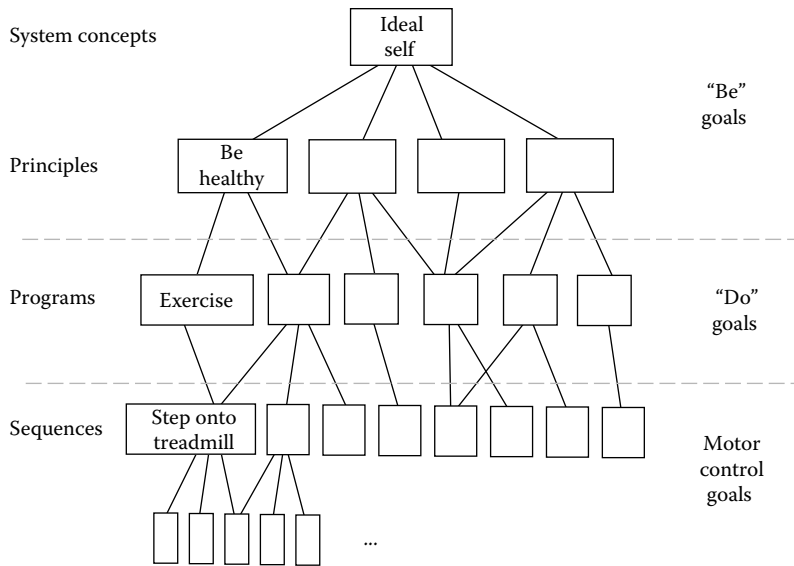 System concepts
Ideal
self
“Be”
goals
Principles
Be
healthy
Programs
Exercise
“Do”
goals
Sequences
Step onto
treadmill
Motor
control
goals
...